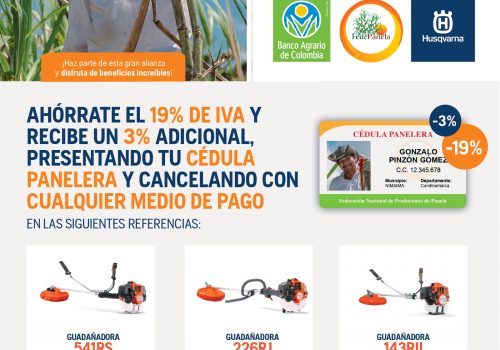 ¡Haz parte de esta gran alianza
y disfruta de beneficios increíbles!
Banco Agrario
de Colombia
FedePanela
Husqvarna
AHÓRRATE EL 19% DE IVA Y
RECIBE UN 3% ADICIONAL,
PRESENTANDO TU CÉDULA
PANELERA Y CANCELANDO CON
CUALQUIER MEDIO DE PAGO
EN LAS SIGUIENTES REFERENCIAS:
-3%
-19%
CÉDULA PANELERA
GONZALO
PINZÓN GÓMEZ
C.C. 12.345.678
Municipio: Departamento:
NIMAIMA Cundinamarca
Federación Nacional de Productores de Panela
GUADAÑADORA
541RS
GUADAÑADORA
226RJ
GUADAÑADORA
143RII